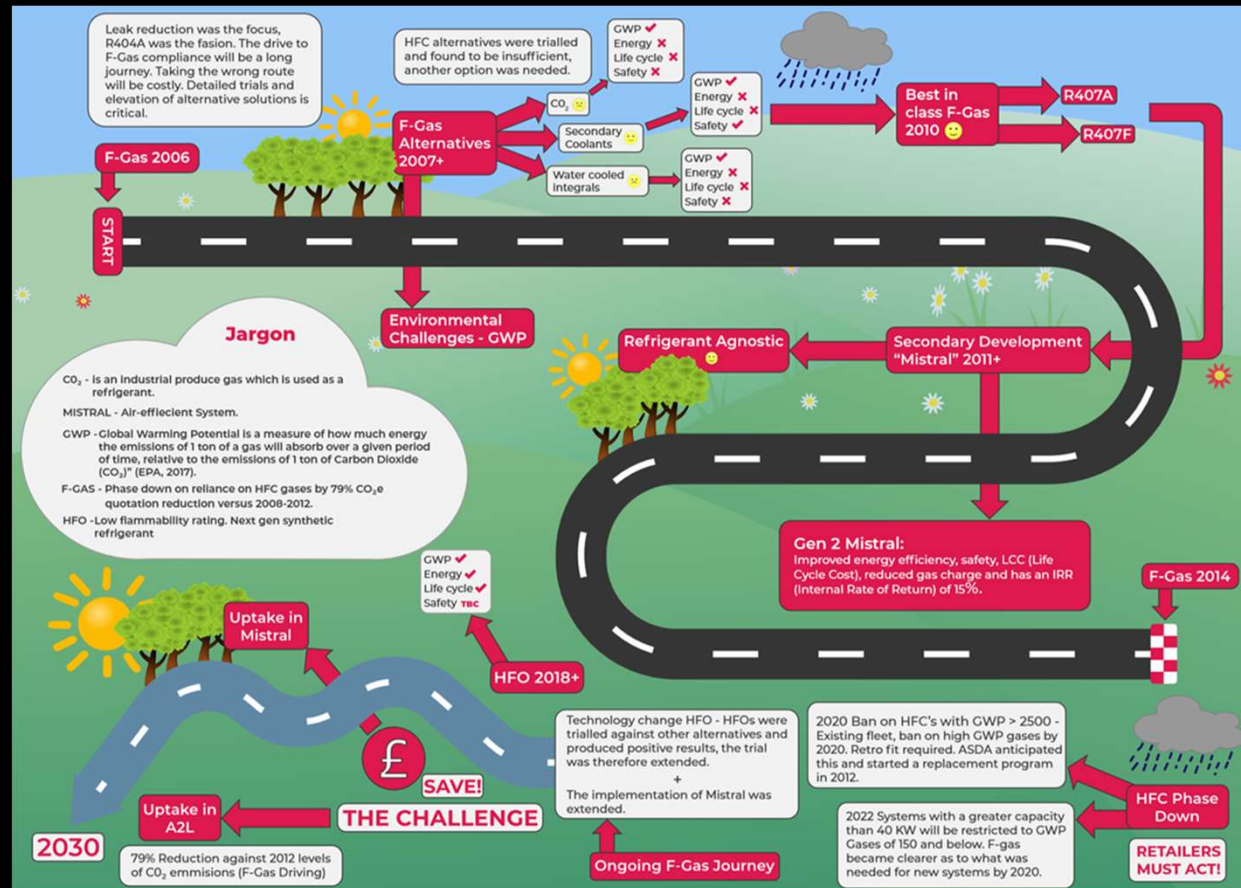 Leak reduction was the focus,
R404A was the fasion. The drive to
F-Gas compliance will be a long
journey. Taking the wrong route
will be costly. Detailed trials and
elevation of alternative solutions is
critical.
F-Gas 2006
START
HFC alternatives were trialled
and found to be insufficient,
another option was needed.
F-Gas
Alternatives
2007+
C0₂
Secondary
Coolants
Water cooled
integrals
GWP ✓
Energy ✗
Life cycle ✗
Safety ✗
GWP ✓
Energy ✗
Life cycle ✗
Safety ✓
GWP ✓
Energy ✗
Life cycle ✗
Safety ✗
Best in
class F-Gas
2010
R407A
R407F
Environmental
Challenges - GWP
Refrigerant Agnostic
Secondary Development
"Mistral" 2011+
Jargon
C0₂ - is an industrial produce gas which is used as a
refrigerant.
MISTRAL - Air-effiecient System.
GWP - Global Warming Potential is a measure of how much energy
the emissions of 1 ton of a gas will absorb over a given period
of time, relative to the emissions of 1 ton of Carbon Dioxide
(CO₂)" (EPA, 2017).
F-GAS - Phase down on reliance on HFC gases by 79% CO₂e
quotation reduction versus 2008-2012.
HFO -Low flammability rating. Next gen synthetic
refrigerant
Gen 2 Mistral:
Improved energy efficiency, safety, LCC (Life
Cycle Cost), reduced gas charge and has an IRR
(Internal Rate of Return) of 15%.
F-Gas 2014
GWP ✓
Energy ✓
Life cycle ✓
Safety TBC
HFO 2018+
Uptake in
Mistral
£
SAVE!
THE CHALLENGE
Uptake in
A2L
2030
79% Reduction against 2012 levels
of C0₂ emmisions (F-Gas Driving)
Technology change HFO - HFOs were
trialled against other alternatives and
produced positive results, the trial
was therefore extended.
+
The implementation of Mistral was
extended.
Ongoing F-Gas Journey
2020 Ban on HFC's with GWP > 2500 -
Existing fleet, ban on high GWP gases by
2020. Retro fit required. ASDA anticipated
this and started a replacement program
in 2012.
2022 Systems with a greater capacity
than 40 KW will be restricted to GWP
Gases of 150 and below. F-gas
became clearer as to what was
needed for new systems by 2020.
HFC Phase
Down
RETAILERS
MUST ACT!